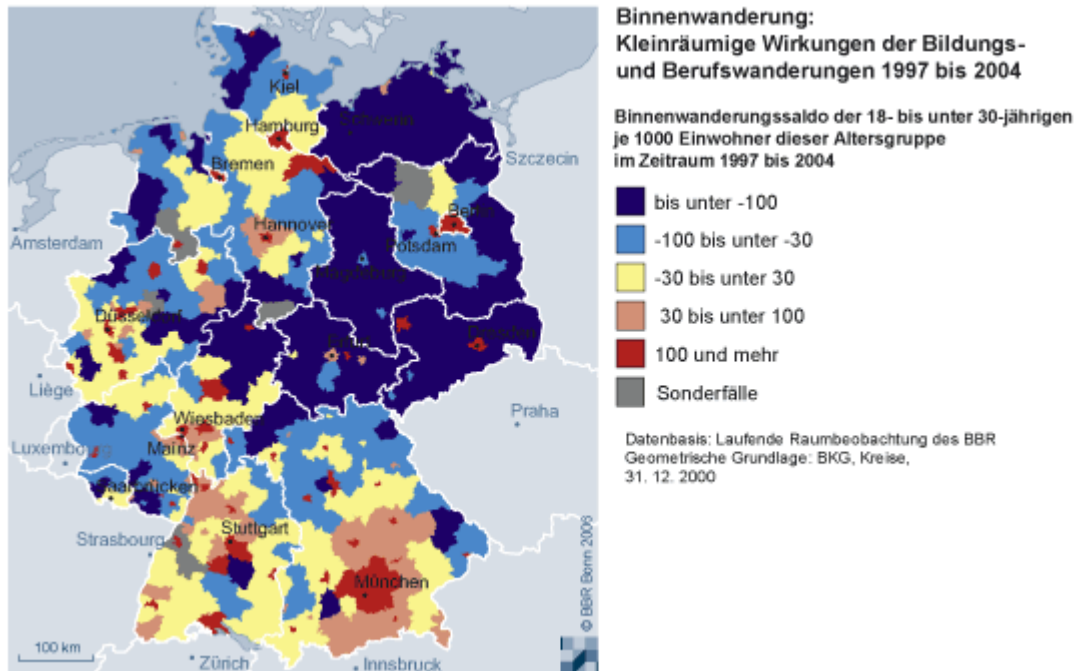 Binnenwanderung:
Kleinräumige Wirkungen der Bildungs-
und Berufswanderungen 1997 bis 2004
Binnenwanderungssaldo der 18- bis unter 30-jährigen
je 1000 Einwohner dieser Altersgruppe
im Zeitraum 1997 bis 2004
bis unter -100
-100 bis unter -30
-30 bis unter 30
30 bis unter 100
100 und mehr
Sonderfälle
Datenbasis: Laufende Raumbeobachtung des BBR
Geometrische Grundlage: BKG, Kreise,
31. 12. 2000
Kiel
Hamburg
Schwerin
Szczecin
Bremen
Berlin
Amsterdam
Hannover
Potsdam
Magdeburg
Düsseldorf
Erfurt
Dresden
Liège
Praha
Wiesbaden
Luxembourg
Mainz
Saarbrücken
Strasbourg
Stuttgart
München
100 km
Zürich
Innsbruck
© BBR Bonn 2006